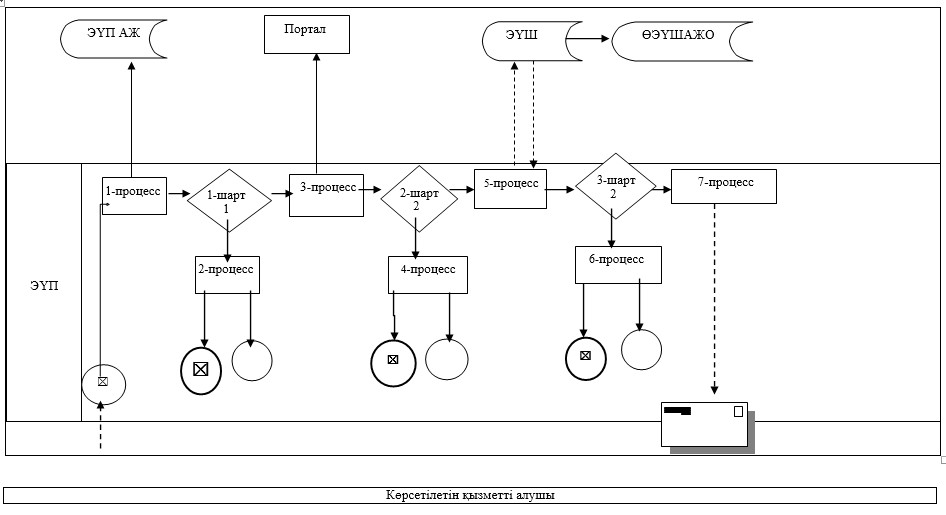 ЭҮП АЖ
Портал
ЭҮШ
ӨЭҮШАЖО
1-процесс
1-шарт
1
3-процесс
2-шарт
2
5-процесс
3-шарт
2
7-процесс
2-процесс
4-процесс
6-процесс
ЭҮП
Көрсетілетін қызметті алушы